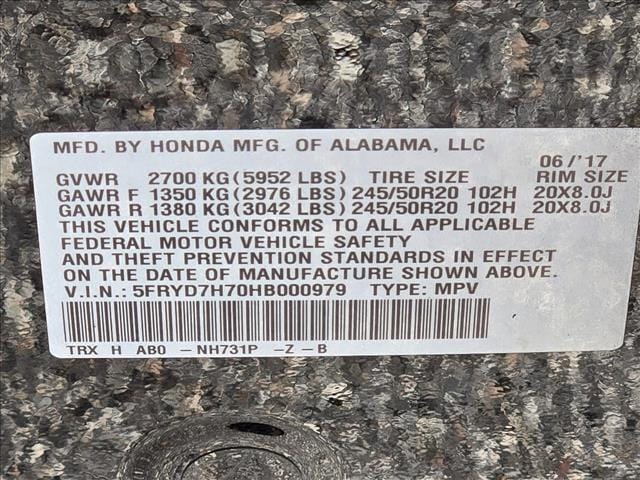 MFD. BY HONDA MFG. OF ALABAMA, LLC
06 /'17
GVWR 2700 KG (5952 LBS) TIRE SIZE RIM SIZE
GAWR F 1350 KG (2976 LBS) 245/50R20 102H 20X8.0J
GAWR R 1380 KG (3042 LBS) 245/50R20 102H 20X8.0J
THIS VEHICLE CONFORMS TO ALL APPLICABLE
FEDERAL MOTOR VEHICLE SAFETY
AND THEFT PREVENTION STANDARDS IN EFFECT
ON THE DATE OF MANUFACTURE SHOWN ABOVE.
V.I.N.: 5FRYD7H70HB000979 TYPE: MPV
TRX H AB0 – NH731P –Z – B